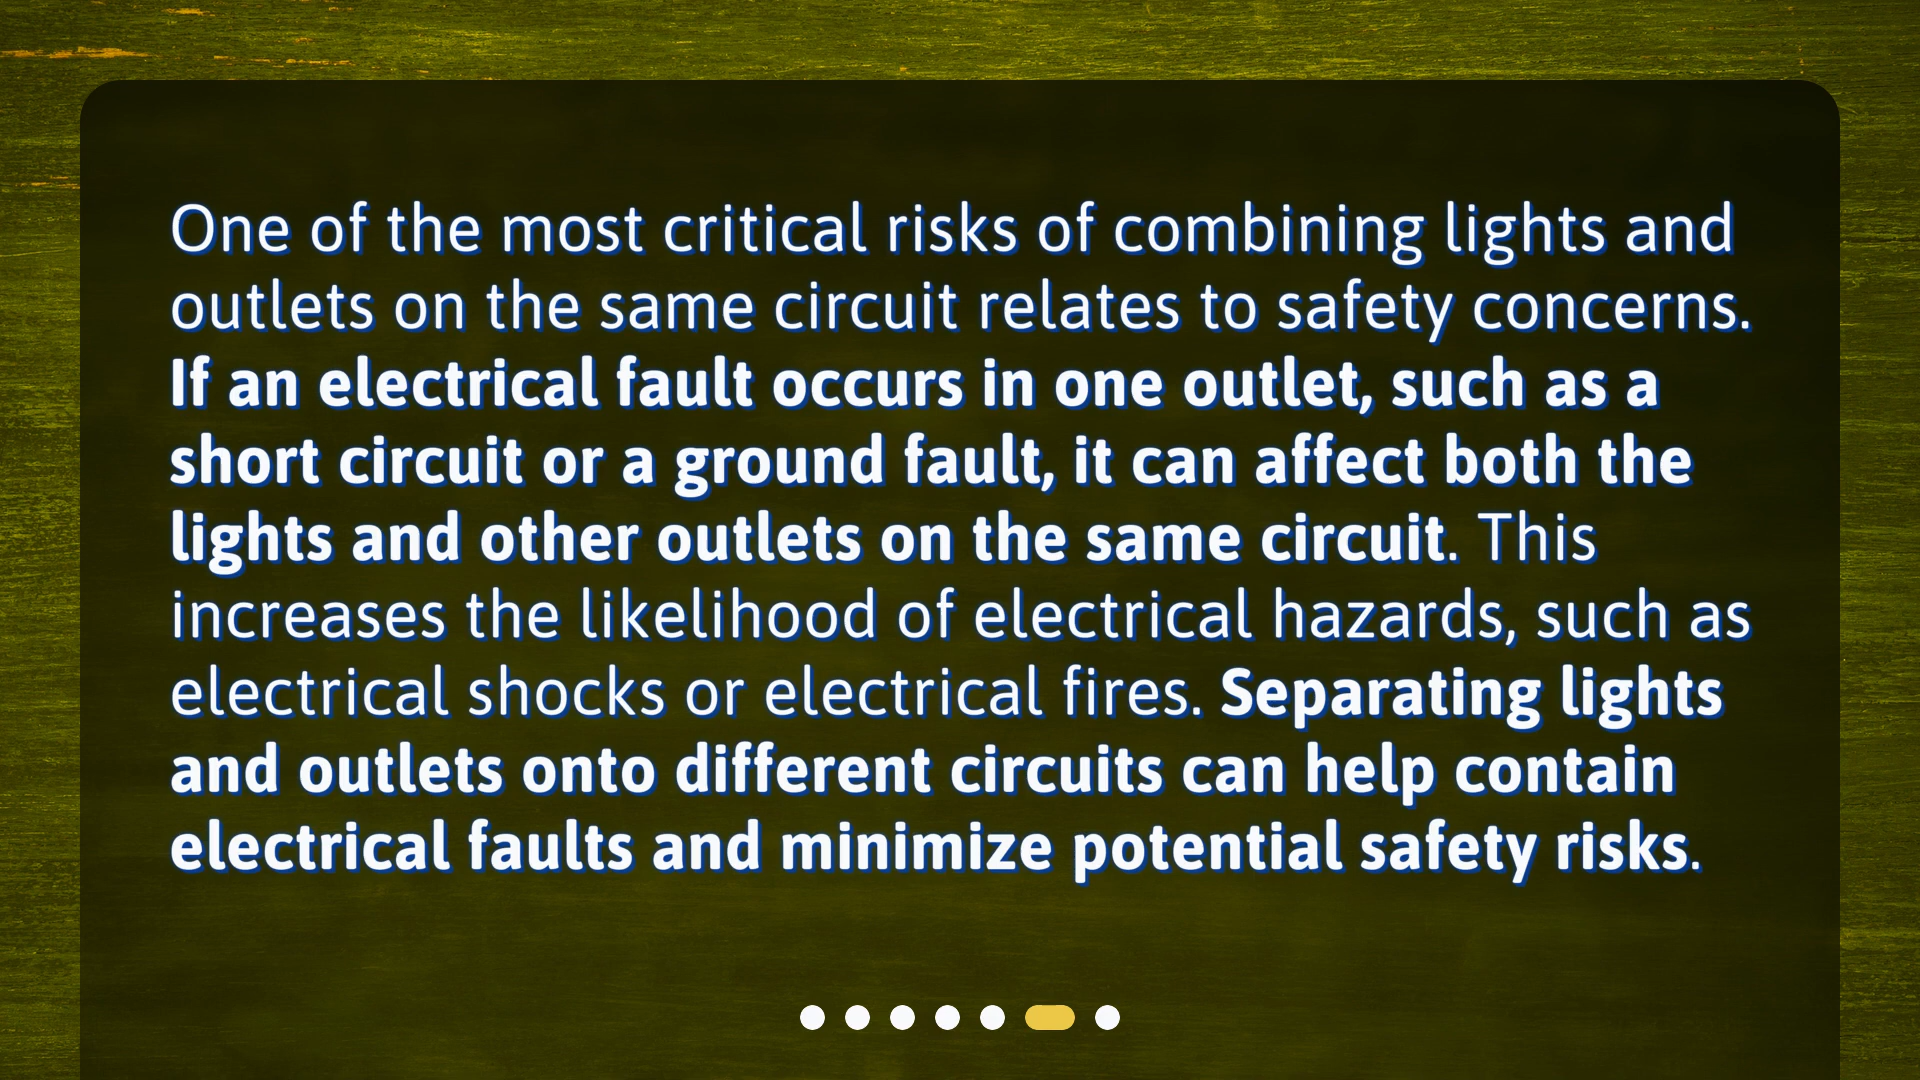 One of the most critical risks of combining lights and
outlets on the same circuit relates to safety concerns.
If an electrical fault occurs in one outlet, such as a
short circuit or a ground fault, it can affect both the
lights and other outlets on the same circuit. This
increases the likelihood of electrical hazards, such as
electrical shocks or electrical fires. Separating lights
and outlets onto different circuits can help contain
electrical faults and minimize potential safety risks.